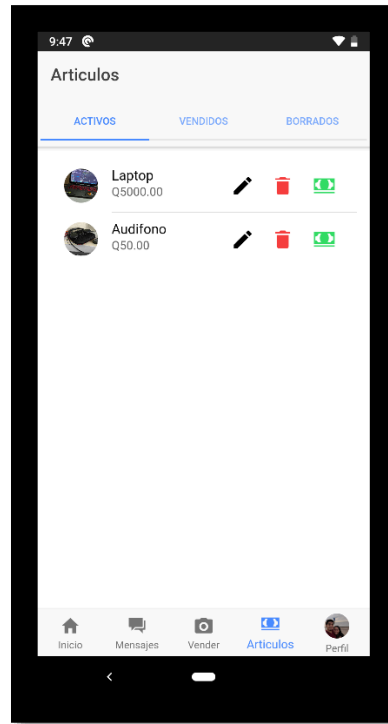 9:47
Articulos
ACTIVOS VENDIDOS BORRADOS
Laptop
Q5000.00
Audifono
Q50.00
Inicio Mensajes Vender Articulos Perfil